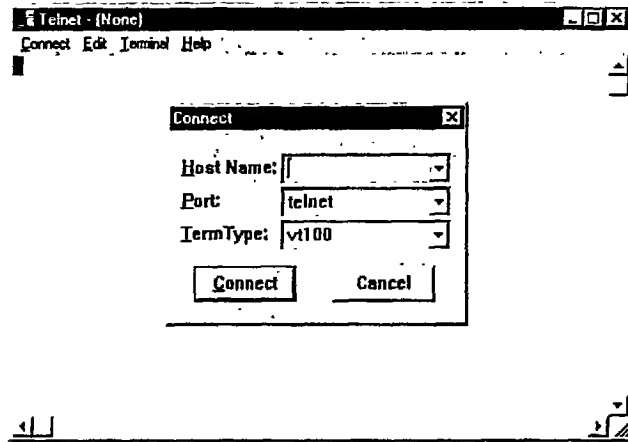 Telnet - (None)
Connect Edit Terminal Help
Connect
Host Name:
Port: telnet
TermType: vt100
Connect Cancel